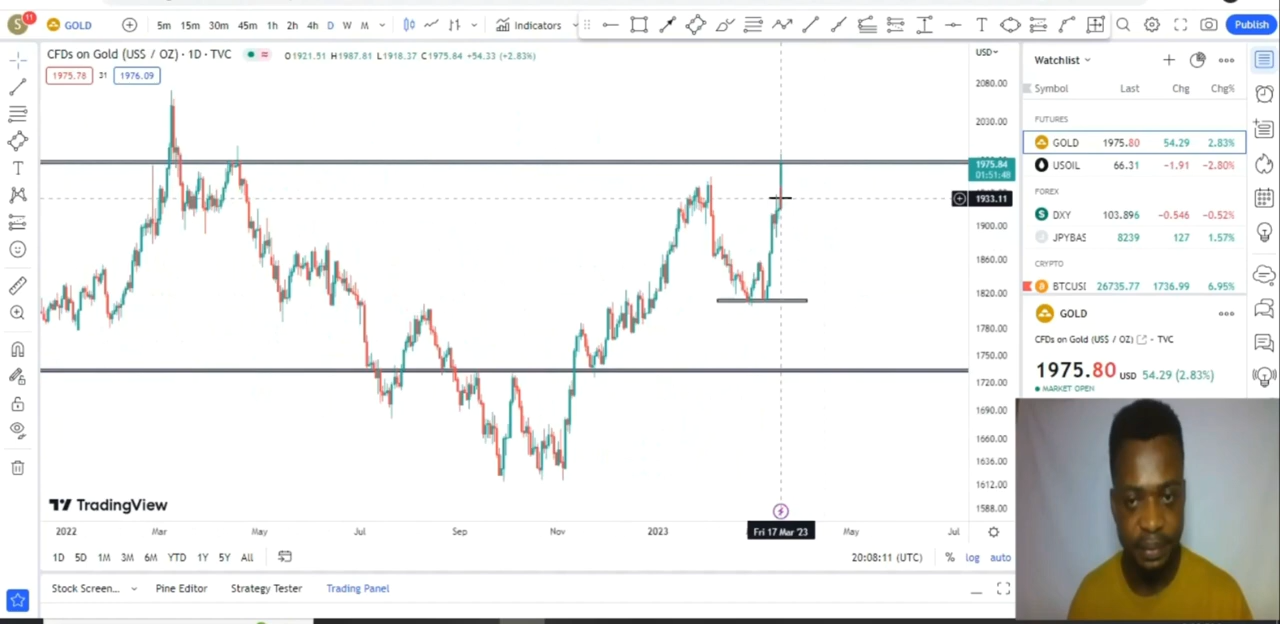 S 11 GOLD 5m 15m 30m 45m 1h 2h 4h D W M Indicators Publish
CFDs on Gold (US$ / OZ) · 1D · TVC O1921.51 H1987.81 L1918.37 C1975.84 +54.33 (+2.83%)
1975.78 31 1976.09
USD
2080.00
2030.00
1975.84
01:51:48
1933.11
1900.00
1860.00
1820.00
1780.00
1750.00
1720.00
1690.00
1660.00
1636.00
1612.00
1588.00
TradingView
2022 Mar May Jul Sep Nov 2023 Fri 17 Mar '23 May Jul
1D 5D 1M 3M 6M YTD 1Y 5Y All 20:08:11 (UTC) % log auto
Stock Screen... Pine Editor Strategy Tester Trading Panel
Watchlist
Symbol Last Chg Chg%
FUTURES
GOLD 1975.80 54.29 2.83%
USOIL 66.31 -1.91 -2.80%
FOREX
DXY 103.896 -0.546 -0.52%
JPYBAS 8239 127 1.57%
CRYPTO
BTCUSD 26735.77 1736.99 6.95%
GOLD
CFDs on Gold (US$ / OZ) · TVC
1975.80 USD 54.29 (2.83%)
MARKET OPEN